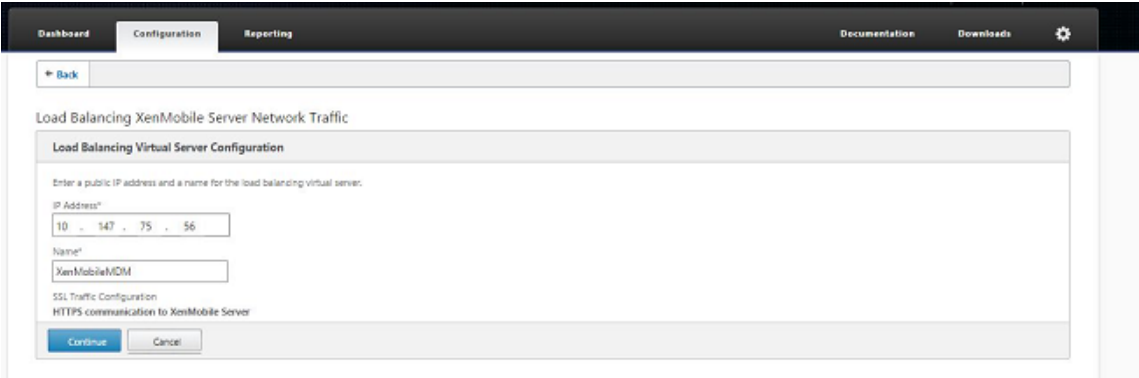 Dashboard Configuration Reporting Documentation Downloads
Back
Load Balancing XenMobile Server Network Traffic
Load Balancing Virtual Server Configuration
Enter a public IP address and a name for the load balancing virtual server.
IP Address*
10 . 147 . 75 . 56
Name*
XenMobileMDM
SSL Traffic Configuration
HTTPS communication to XenMobile Server
Continue Cancel